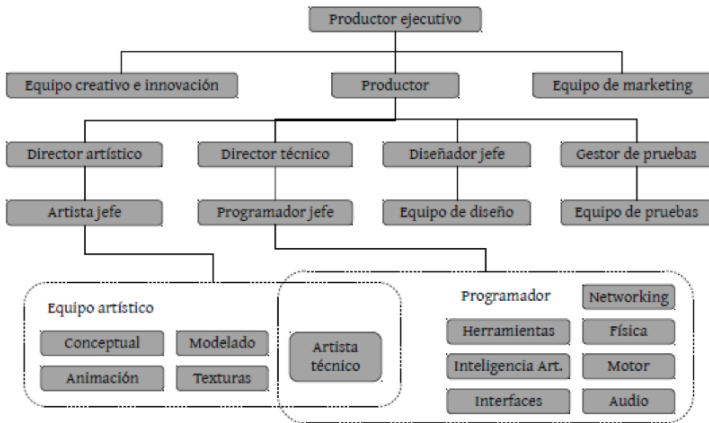 Productor ejecutivo
Equipo creativo e innovación
Productor
Equipo de marketing
Director artístico
Director técnico
Diseñador jefe
Gestor de pruebas
Artista jefe
Programador jefe
Equipo de diseño
Equipo de pruebas
Equipo artístico
Conceptual
Modelado
Animación
Texturas
Artista
técnico
Programador
Networking
Herramientas
Física
Inteligencia Art.
Motor
Interfaces
Audio